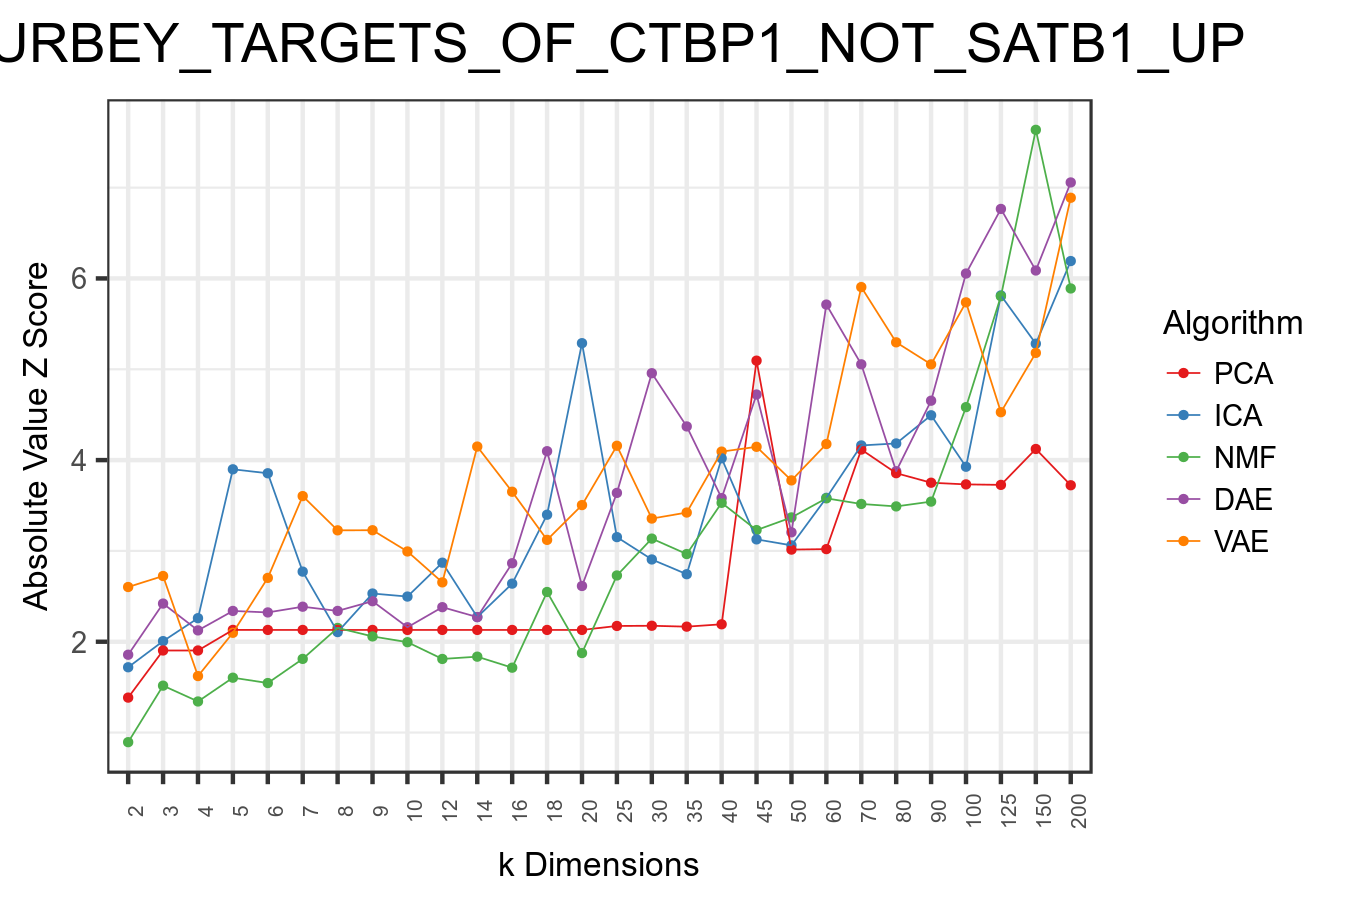 URBEY_TARGETS_OF_CTBP1_NOT_SATB1_UP
Absolute Value Z Score
6
4
2
2 3 4 5 6 7 8 9 10 12 14 16 18 20 25 30 35 40 45 50 60 70 80 90 100 125 150 200
k Dimensions
Algorithm
PCA
ICA
NMF
DAE
VAE